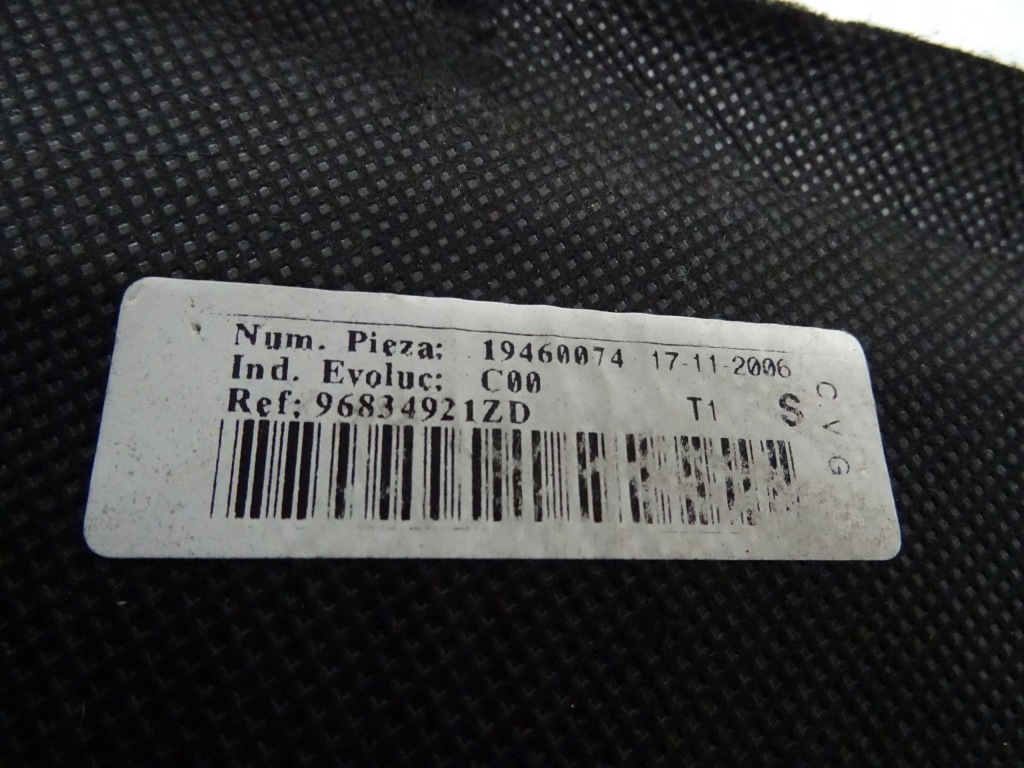 Num. Pieza: 19460074 17-11-2006
Ind. Evoluc: C00
Ref: 96834921ZD T1 S
CVG